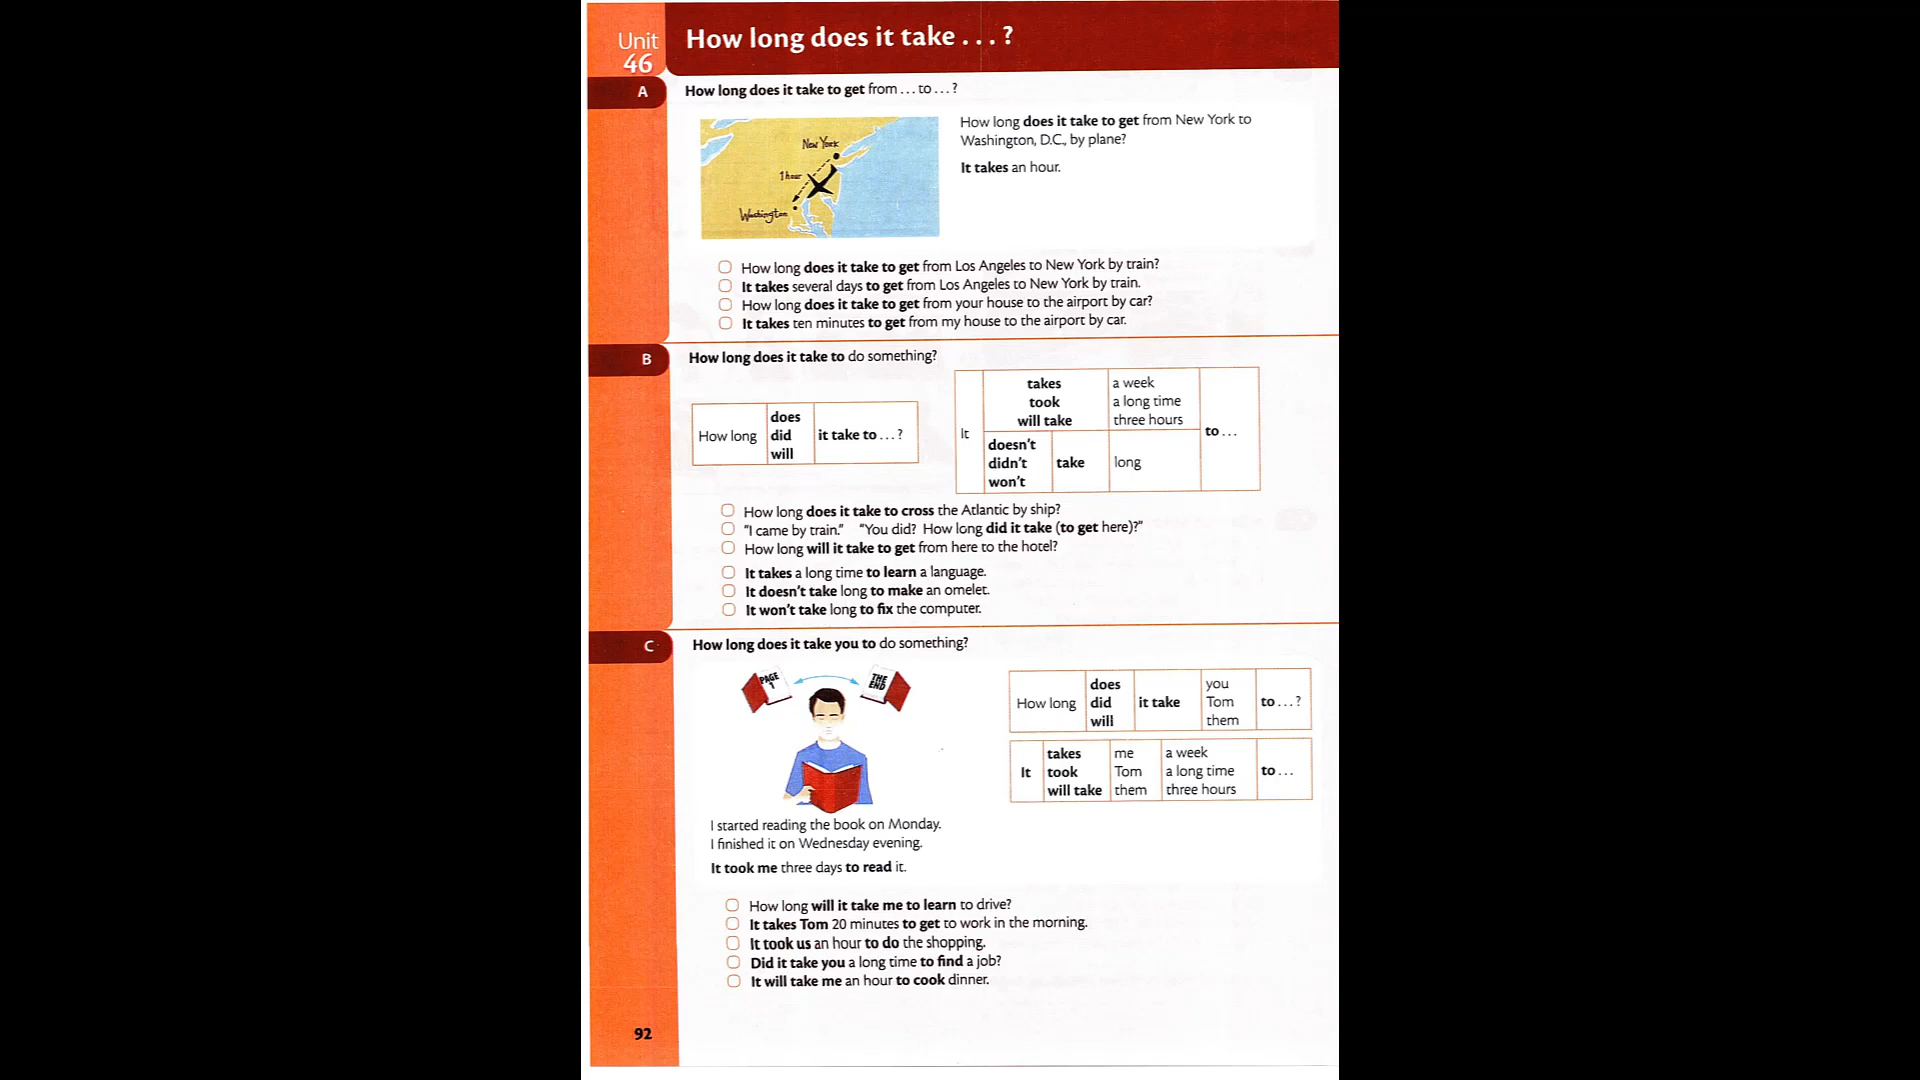 Unit
46
How long does it take . . . ?
A
How long does it take to get from . . . to . . . ?
New York
1 hour
Washington
How long does it take to get from New York to
Washington, D.C., by plane?
It takes an hour.
How long does it take to get from Los Angeles to New York by train?
It takes several days to get from Los Angeles to New York by train.
How long does it take to get from your house to the airport by car?
It takes ten minutes to get from my house to the airport by car.
B
How long does it take to do something?
How long
does
did
will
it take to . . . ?
It
takes
took
will take
a week
a long time
three hours
doesn't
didn't
won't
take
long
to . . .
How long does it take to cross the Atlantic by ship?
"I came by train." "You did? How long did it take (to get here)?"
How long will it take to get from here to the hotel?
It takes a long time to learn a language.
It doesn't take long to make an omelet.
It won't take long to fix the computer.
C
How long does it take you to do something?
PAGE
1
THE
END
How long
does
did
will
it take
you
Tom
them
to . . . ?
It
takes
took
will take
me
Tom
them
a week
a long time
three hours
to . . .
I started reading the book on Monday.
I finished it on Wednesday evening.
It took me three days to read it.
How long will it take me to learn to drive?
It takes Tom 20 minutes to get to work in the morning.
It took us an hour to do the shopping.
Did it take you a long time to find a job?
It will take me an hour to cook dinner.
92